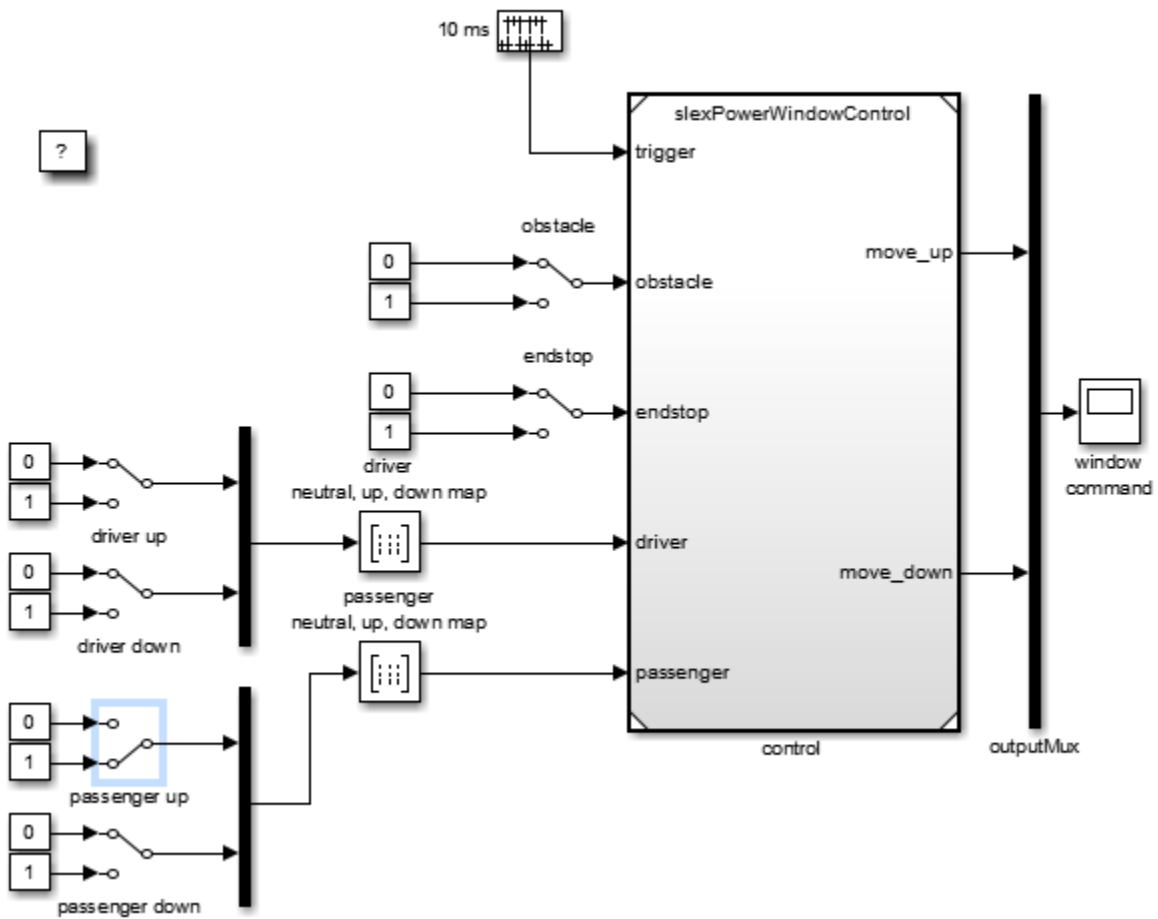 10 ms
slexPowerWindowControl
trigger
?
obstacle
0
1
obstacle
move_up
endstop
0
1
endstop
driver
neutral, up, down map
driver
0
1
driver up
0
1
driver down
window
command
move_down
passenger
neutral, up, down map
passenger
0
1
passenger up
0
1
passenger down
control
outputMux